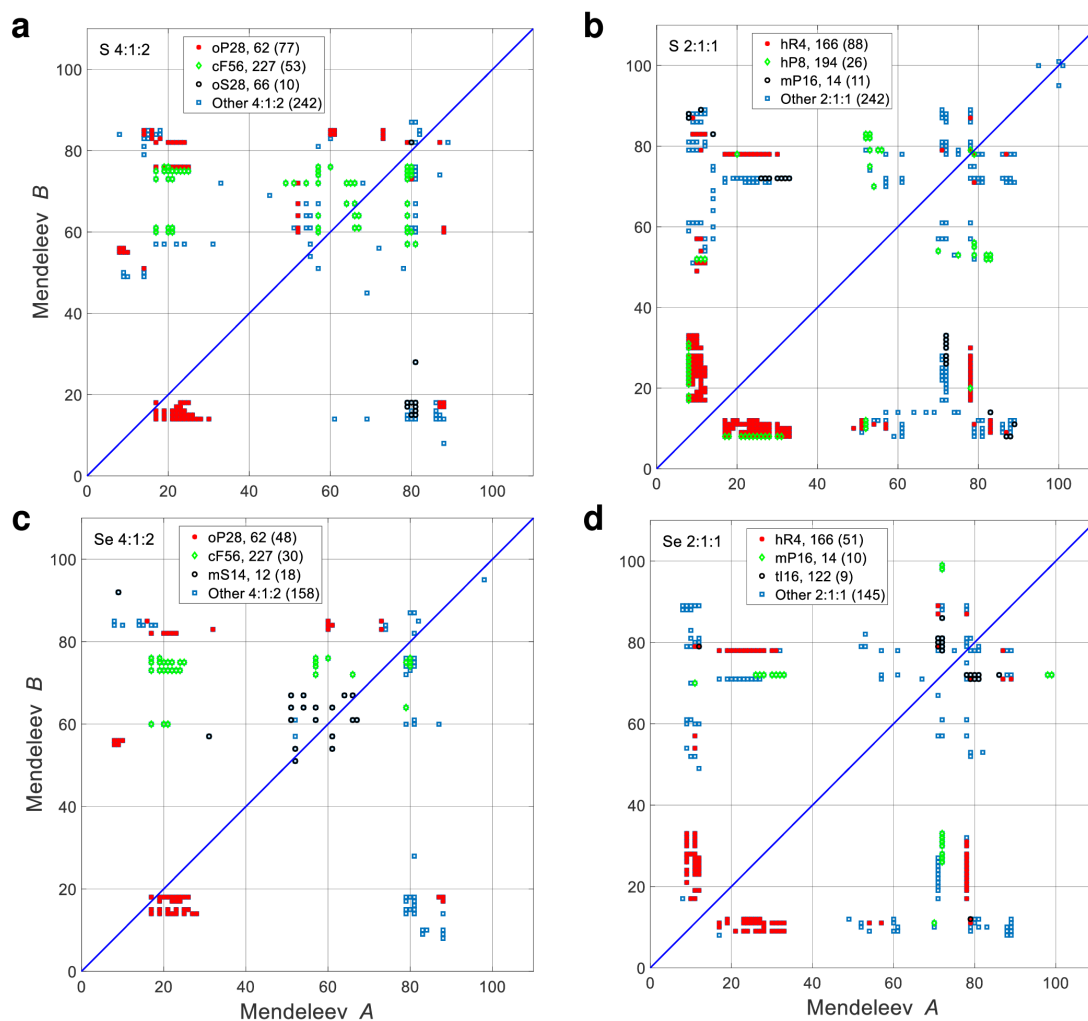 a
S 4:1:2
oP28, 62 (77)
cF56, 227 (53)
oS28, 66 (10)
Other 4:1:2 (242)
100
80
60
40
20
0
0 20 40 60 80 100
Mendeleev B
b
S 2:1:1
hR4, 166 (88)
hP8, 194 (26)
mP16, 14 (11)
Other 2:1:1 (242)
100
80
60
40
20
0
0 20 40 60 80 100
c
Se 4:1:2
oP28, 62 (48)
cF56, 227 (30)
mS14, 12 (18)
Other 4:1:2 (158)
100
80
60
40
20
0
0 20 40 60 80 100
Mendeleev B
Mendeleev A
d
Se 2:1:1
hR4, 166 (51)
mP16, 14 (10)
tI16, 122 (9)
Other 2:1:1 (145)
100
80
60
40
20
0
0 20 40 60 80 100
Mendeleev A